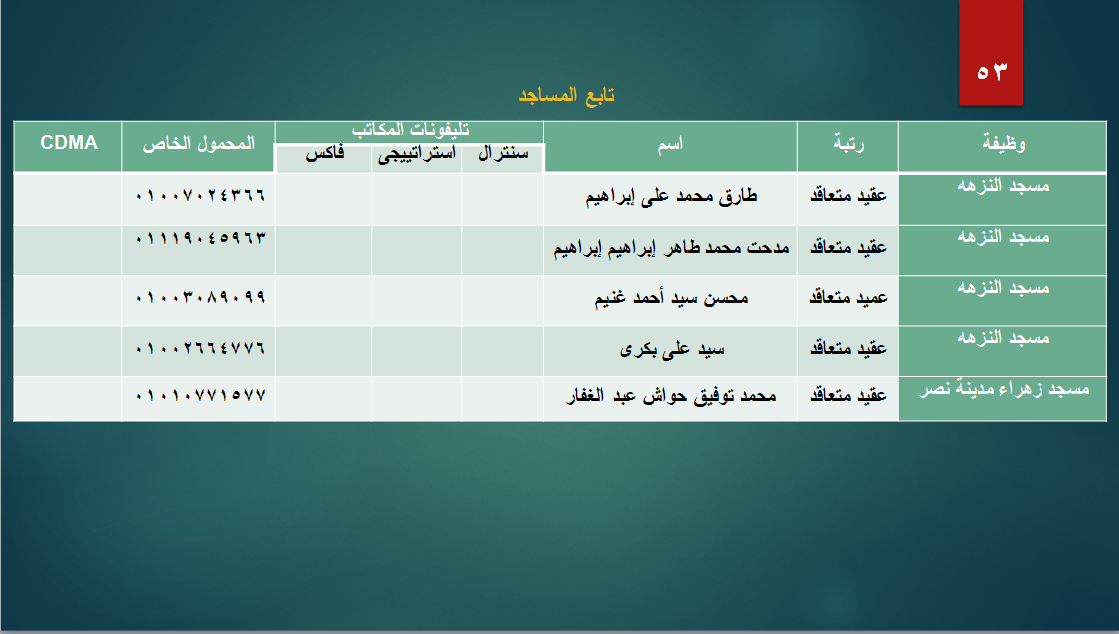 ٥٣
تابع المساجد
وظيفة رتبة اسم تليفونات المكاتب المحمول الخاص CDMA
سنترال استراتييجى فاكس
مسجد النزهه عقيد متعاقد طارق محمد على إبراهيم ٠١٠٠٧٠٢٤٣٦٦
مسجد النزهه عقيد متعاقد مدحت محمد طاهر إبراهيم إبراهيم ٠١١١٩٠٤٥٩٦٣
مسجد النزهه عميد متعاقد محسن سيد أحمد غنيم ٠١٠٠٣٠٨٩٠٩٩
مسجد النزهه عقيد متعاقد سيد على بكرى ٠١٠٠٢٦٦٤٧٧٦
مسجد زهراء مدينة نصر عقيد متعاقد محمد توفيق حواش عبد الغفار ٠١٠١٠٧٧١٥٧٧